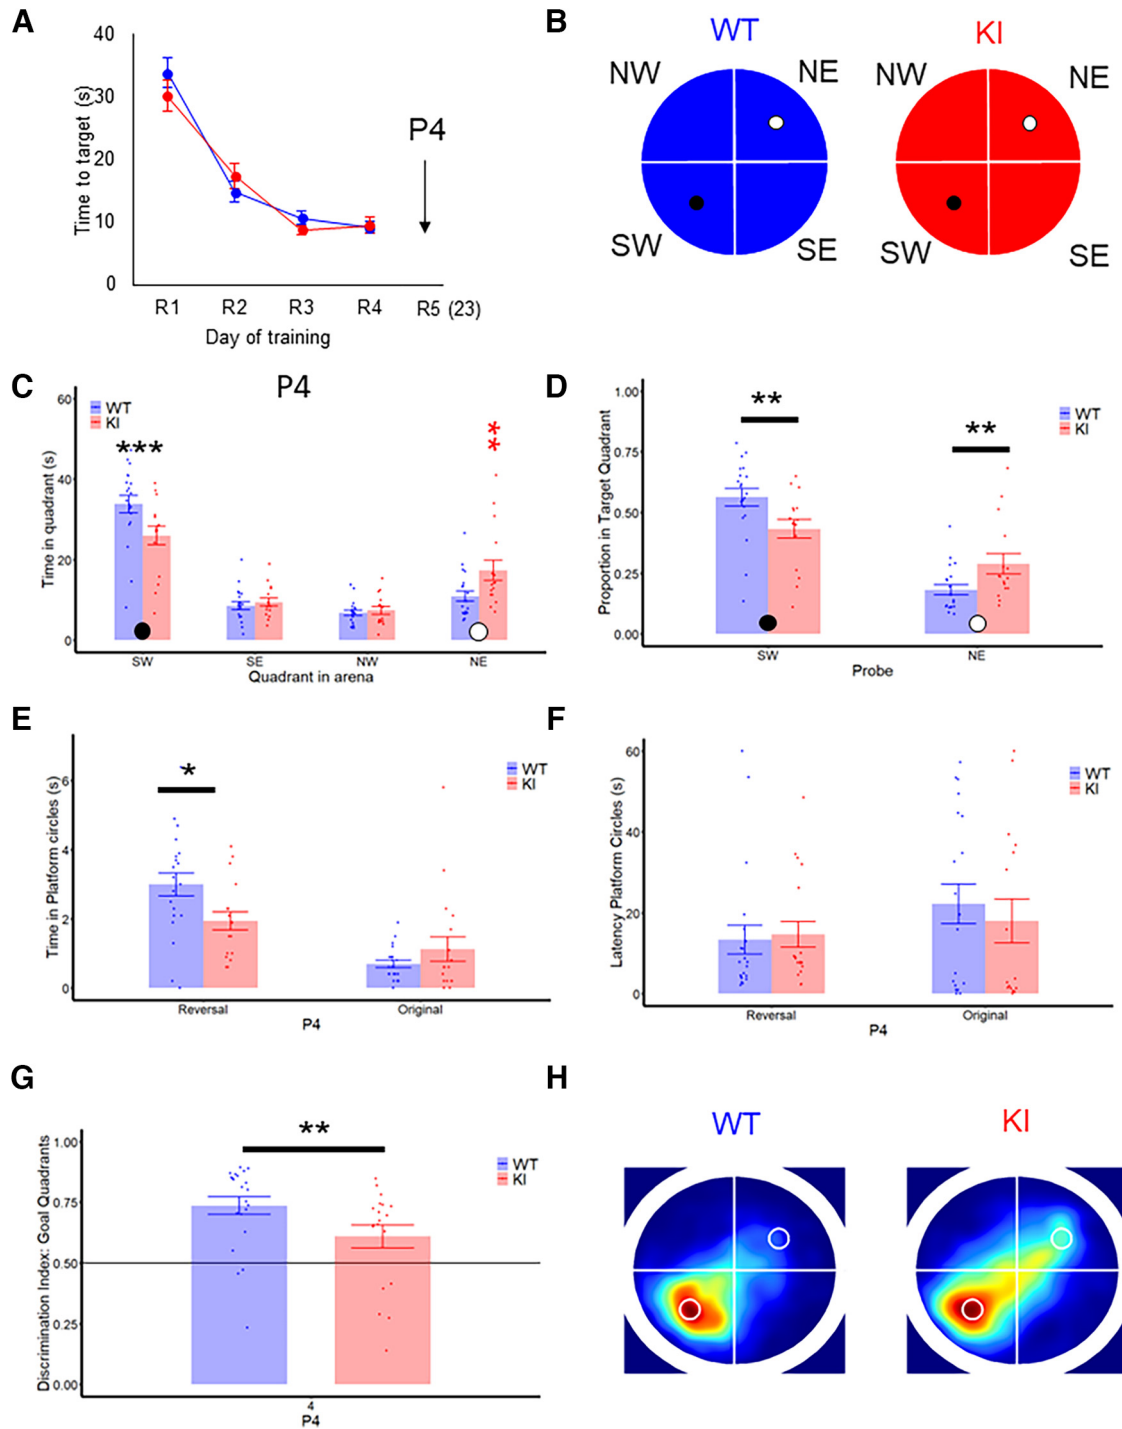 A
40
30
20
10
0
Time to target (s)
P4
R1 R2 R3 R4 R5 (23)
Day of training
B
WT KI
NW NE NW NE
SW SE SW SE
C
P4
WT
KI
***
**
60
40
20
0
Time in quadrant (s)
SW SE NW NE
Quadrant in arena
D
WT
KI
**
**
1.00
0.75
0.50
0.25
0.00
Proportion in Target Quadrant
SW NE
Probe
E
WT
KI
*
6
4
2
0
Time in Platform circles (s)
Reversal Original
P4
F
WT
KI
60
40
20
0
Latency Platform Circles (s)
Reversal Original
P4
G
WT
KI
**
1.00
0.75
0.50
0.25
0.00
Discrimination Index: Goal Quadrants
4
P4
H
WT KI